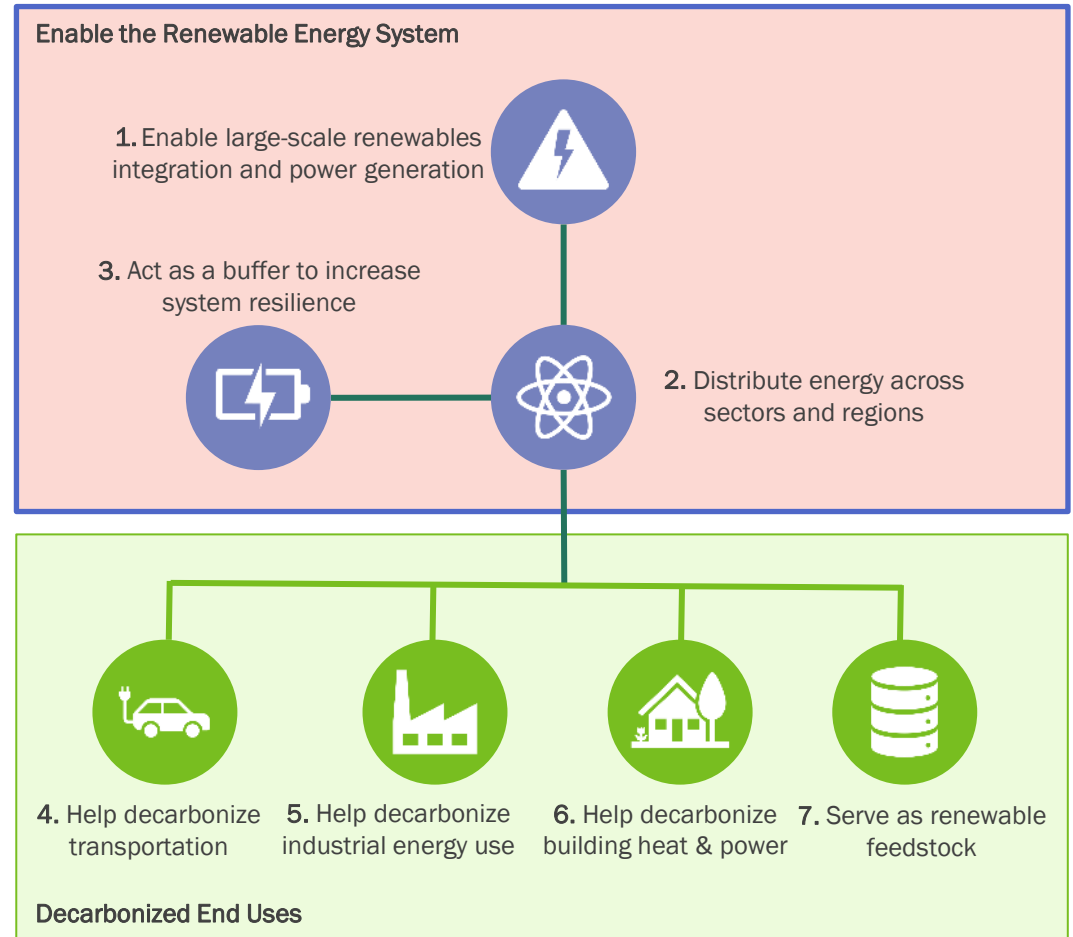 Enable the Renewable Energy System
1. Enable large-scale renewables
integration and power generation
3. Act as a buffer to increase
system resilience
2. Distribute energy across
sectors and regions
4. Help decarbonize
transportation
5. Help decarbonize
industrial energy use
6. Help decarbonize
building heat & power
7. Serve as renewable
feedstock
Decarbonized End Uses